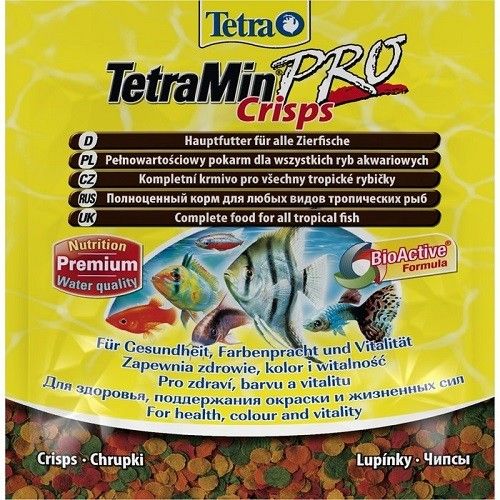 Tetra
TetraMin PRO
Crisps
D Hauptfutter für alle Zierfische
PL Pełnowartościowy pokarm dla wszystkich ryb akwariowych
CZ Kompletní krmivo pro všechny tropické rybičky
RUS Полноценный корм для любых видов тропических рыб
UK Complete food for all tropical fish
Nutrition
Premium
Water quality
BioActive®
Formula
Für Gesundheit, Farbenpracht und Vitalität
Zapewnia zdrowie, kolor i witalność
Pro zdraví, barvu a vitalitu
Для здоровья, поддержания окраски и жизненных сил
For health, colour and vitality
Crisps · Chrupki
Lupínky · Чипсы